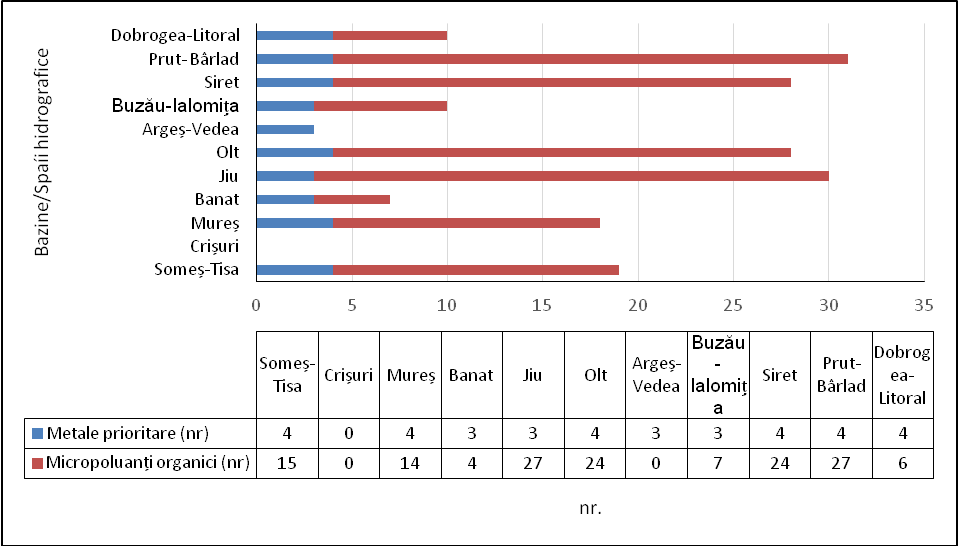 Bazine/Spaii hidrografice
Dobrogea-Litoral
Prut-Bârlad
Siret
Buzău-Ialomița
Argeș-Vedea
Olt
Jiu
Banat
Mureș
Crișuri
Someș-Tisa
0 5 10 15 20 25 30 35
Someș-
Tisa
Crișuri
Mureș
Banat
Jiu
Olt
Argeș-
Vedea
Buzău
-
Ialomiț
a
Siret
Prut-
Bârlad
Dobrog
ea-
Litoral
Metale prioritare (nr) 4 0 4 3 3 4 3 3 4 4 4
Micropoluanți organici (nr) 15 0 14 4 27 24 0 7 24 27 6
nr.